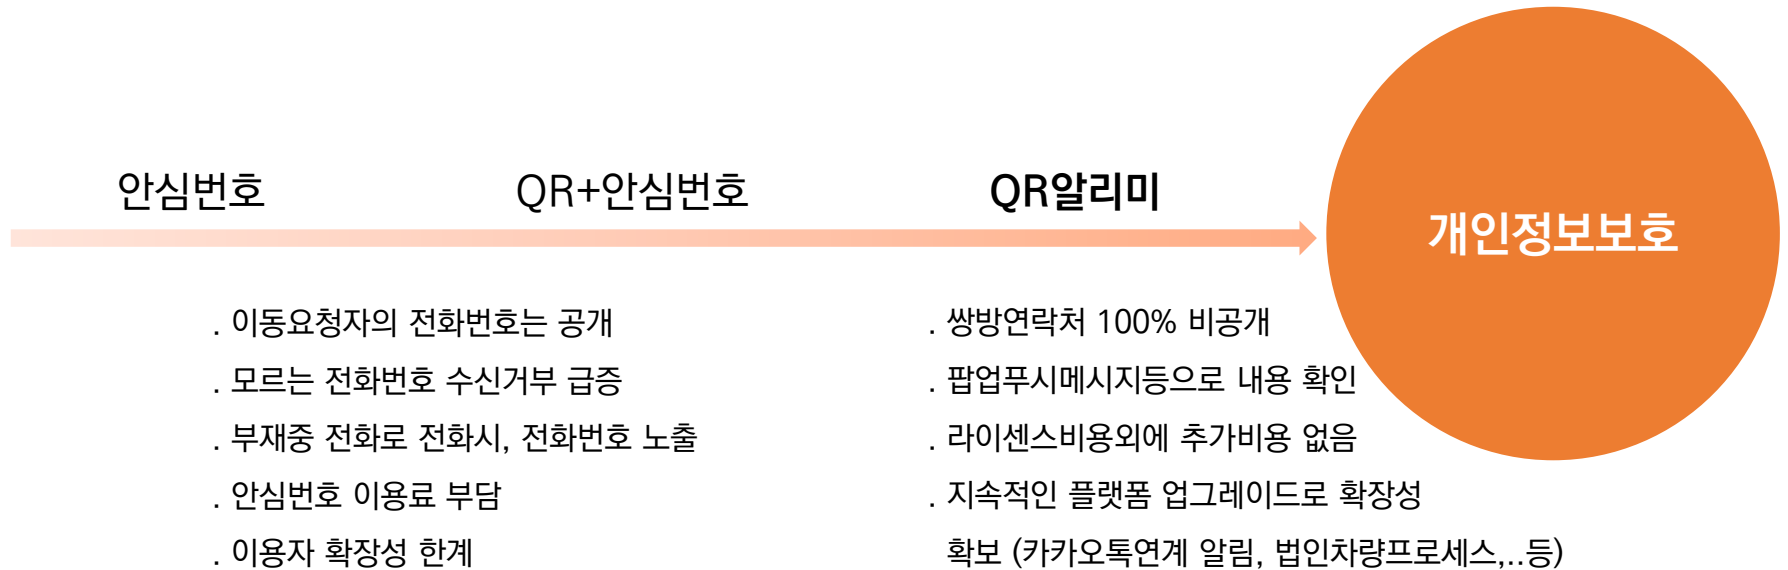 안심번호
QR+안심번호
QR알리미
개인정보보호
. 이동요청자의 전화번호는 공개
. 모르는 전화번호 수신거부 급증
. 부재중 전화로 전화시, 전화번호 노출
. 안심번호 이용료 부담
. 이용자 확장성 한계
. 쌍방연락처 100% 비공개
. 팝업푸시메시지등으로 내용 확인
. 라이센스비용외에 추가비용 없음
. 지속적인 플랫폼 업그레이드로 확장성
확보 (카카오톡연계 알림, 법인차량프로세스,..등)